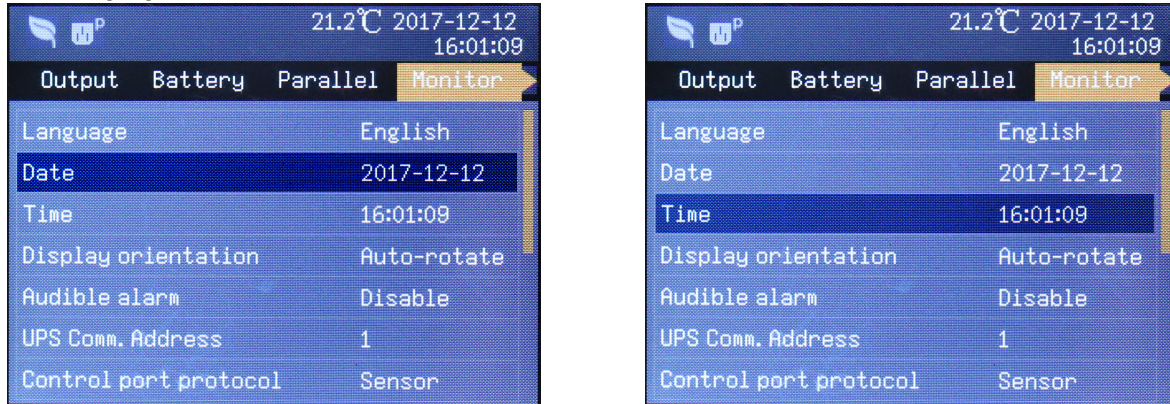 P 21.2℃ 2017-12-12
16:01:09
Output Battery Parallel Monitor
Language English
Date 2017-12-12
Time 16:01:09
Display orientation Auto-rotate
Audible alarm Disable
UPS Comm. Address 1
Control port protocol Sensor
P 21.2℃ 2017-12-12
16:01:09
Output Battery Parallel Monitor
Language English
Date 2017-12-12
Time 16:01:09
Display orientation Auto-rotate
Audible alarm Disable
UPS Comm. Address 1
Control port protocol Sensor